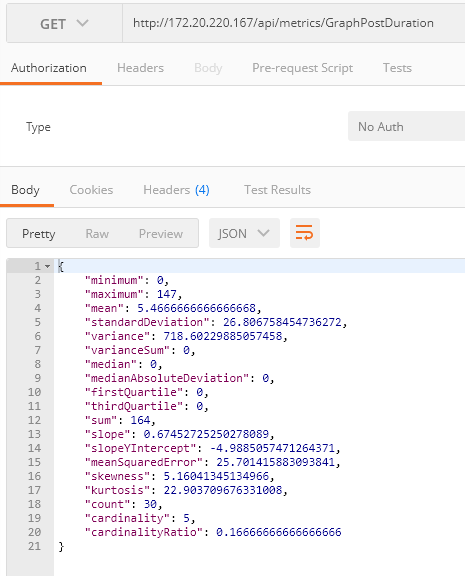 GET http://172.20.220.167/api/metrics/GraphPostDuration
Authorization Headers Body Pre-request Script Tests
Type No Auth
Body Cookies Headers (4) Test Results
Pretty Raw Preview JSON
1 {
2 "minimum": 0,
3 "maximum": 147,
4 "mean": 5.4666666666666668,
5 "standardDeviation": 26.806758454736272,
6 "variance": 718.60229885057458,
7 "varianceSum": 0,
8 "median": 0,
9 "medianAbsoluteDeviation": 0,
10 "firstQuartile": 0,
11 "thirdQuartile": 0,
12 "sum": 164,
13 "slope": 0.67452725250278089,
14 "slopeYIntercept": -4.9885057471264371,
15 "meanSquaredError": 25.701415883093841,
16 "skewness": 5.16041345134966,
17 "kurtosis": 22.903709676331008,
18 "count": 30,
19 "cardinality": 5,
20 "cardinalityRatio": 0.16666666666666666
21 }